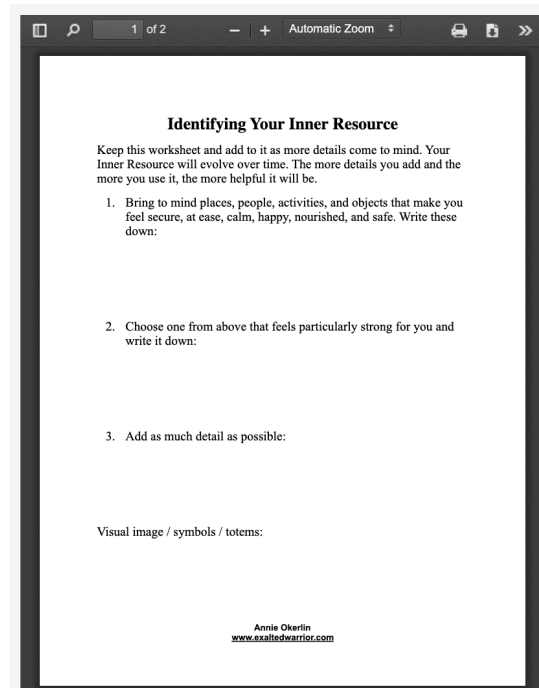 1 of 2
Automatic Zoom
Identifying Your Inner Resource
Keep this worksheet and add to it as more details come to mind. Your
Inner Resource will evolve over time. The more details you add and the
more you use it, the more helpful it will be.
1. Bring to mind places, people, activities, and objects that make you
feel secure, at ease, calm, happy, nourished, and safe. Write these
down:
2. Choose one from above that feels particularly strong for you and
write it down:
3. Add as much detail as possible:
Visual image / symbols / totems:
Annie Okerlin
www.exaltedwarrior.com